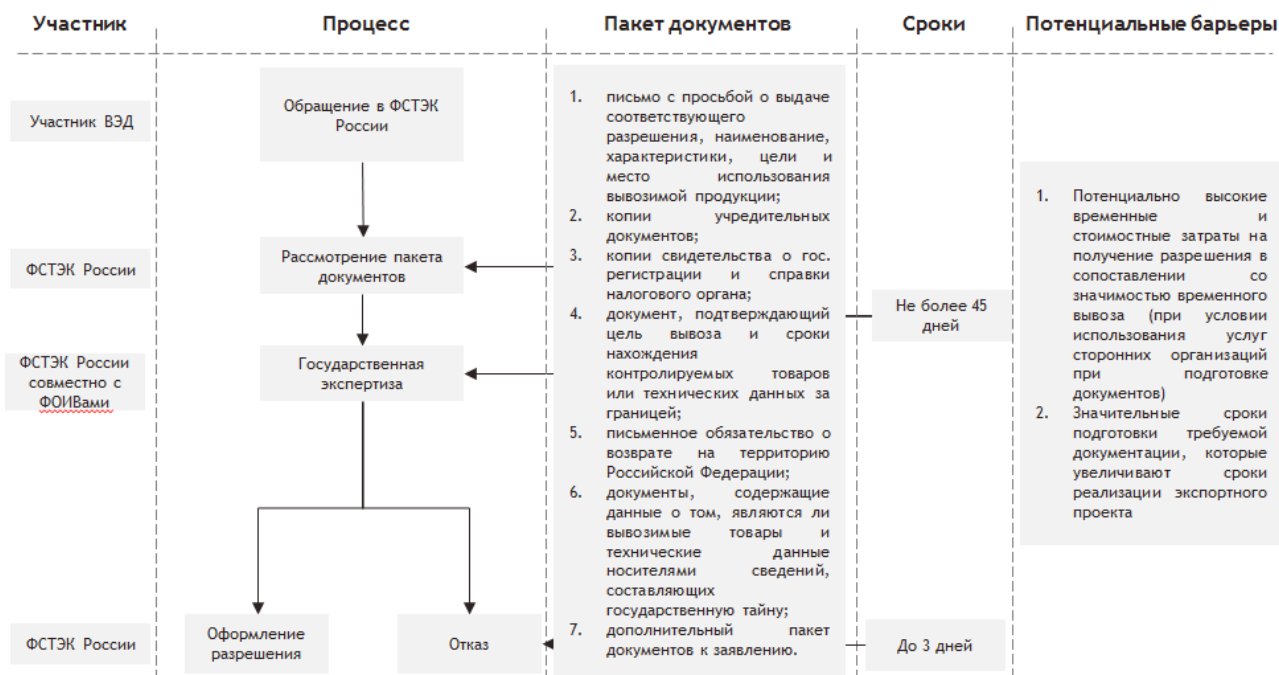 Участник
Процесс
Пакет документов
Сроки
Потенциальные барьеры
Участник ВЭД
ФСТЭК России
ФСТЭК России
совместно с
ФОИВами
ФСТЭК России
Обращение в ФСТЭК
России
Рассмотрение пакета
документов
Государственная
экспертиза
Оформление
разрешения
Отказ
1. письмо с просьбой о выдаче
соответствующего
разрешения, наименование,
характеристики, цели и
место использования
вывозимой продукции;
2. копии учредительных
документов;
3. копии свидетельства о гос.
регистрации и справки
налогового органа;
4. документ, подтверждающий
цель вывоза и сроки
нахождения
контролируемых товаров
или технических данных за
границей;
5. письменное обязательство о
возврате на территорию
Российской Федерации;
6. документы, содержащие
данные о том, являются ли
вывозимые товары и
технические данные
носителями сведений,
составляющих
государственную тайну;
7. дополнительный пакет
документов к заявлению.
Не более 45
дней
До 3 дней
1. Потенциально высокие
временные и
стоимостные затраты на
получение разрешения в
сопоставлении со
значимостью временного
вывоза (при условии
использования услуг
сторонних организаций
при подготовке
документов)
2. Значительные сроки
подготовки требуемой
документации, которые
увеличивают сроки
реализации экспортного
проекта